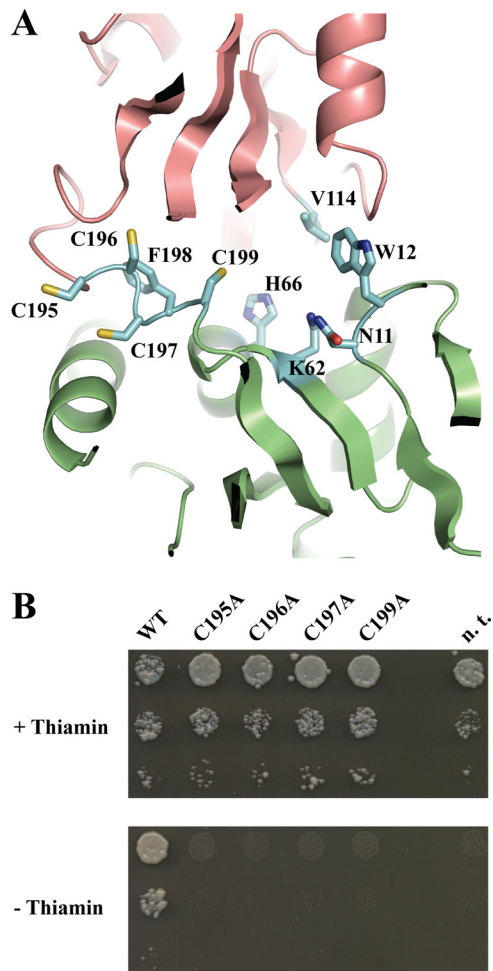 A
V114
C196
F198
C199
W12
C195
H66
C197
N11
K62
B
WT
C195A
C196A
C197A
C199A
n. t.
+ Thiamin
- Thiamin